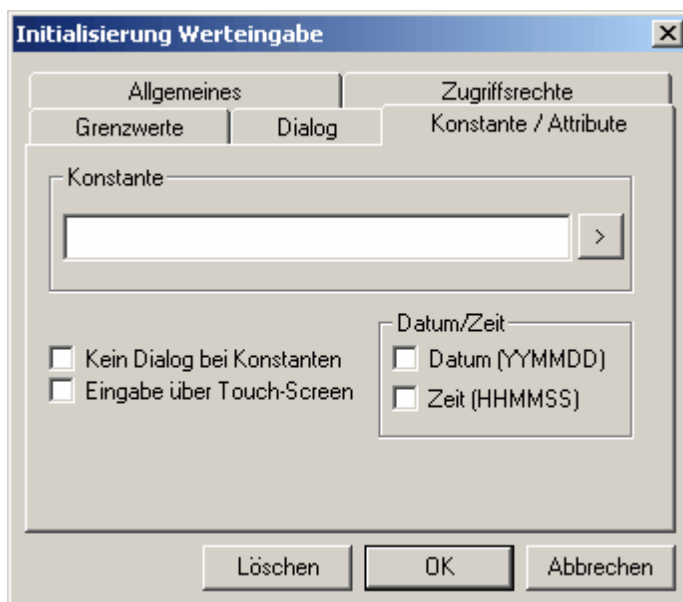 Initialisierung Werteingabe
Allgemeines
Zugriffsrechte
Grenzwerte
Dialog
Konstante / Attribute
Konstante
>
Datum/Zeit
Kein Dialog bei Konstanten
Datum (YYMMDD)
Eingabe über Touch-Screen
Zeit (HHMMSS)
Löschen
OK
Abbrechen